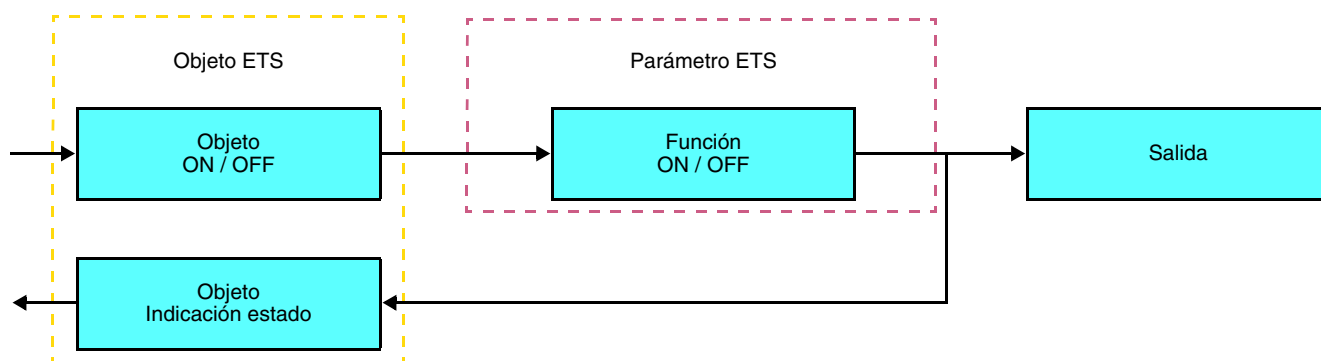 Objeto ETS
Parámetro ETS
Objeto
ON / OFF
Función
ON / OFF
Salida
Objeto
Indicación estado